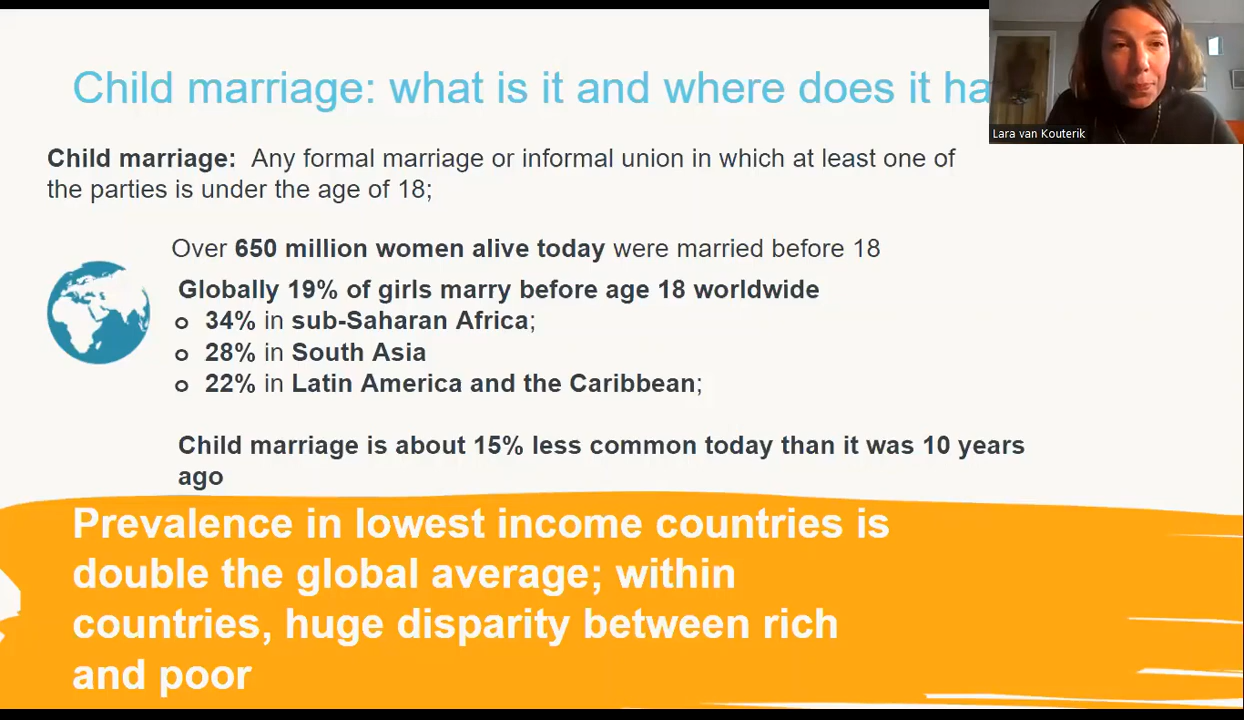 Child marriage: what is it and where does it ha
Lara van Kouterik
Child marriage: Any formal marriage or informal union in which at least one of
the parties is under the age of 18;
Over 650 million women alive today were married before 18
Globally 19% of girls marry before age 18 worldwide
o 34% in sub-Saharan Africa;
o 28% in South Asia
o 22% in Latin America and the Caribbean;
Child marriage is about 15% less common today than it was 10 years
ago
Prevalence in lowest income countries is
double the global average; within
countries, huge disparity between rich
and poor